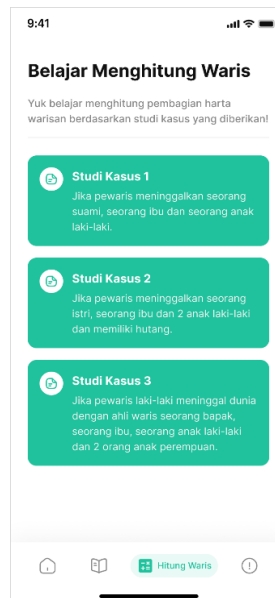 9:41
Belajar Menghitung Waris
Yuk belajar menghitung pembagian harta
warisan berdasarkan studi kasus yang diberikan!
Studi Kasus 1
Jika pewaris meninggalkan seorang
suami, seorang ibu dan seorang anak
laki-laki.
Studi Kasus 2
Jika pewaris meninggalkan seorang
istri, seorang ibu dan 2 anak laki-laki
dan memiliki hutang.
Studi Kasus 3
Jika pewaris laki-laki meninggal dunia
dengan ahli waris seorang bapak,
seorang ibu, seorang anak laki-laki
dan 2 orang anak perempuan.
Hitung Waris